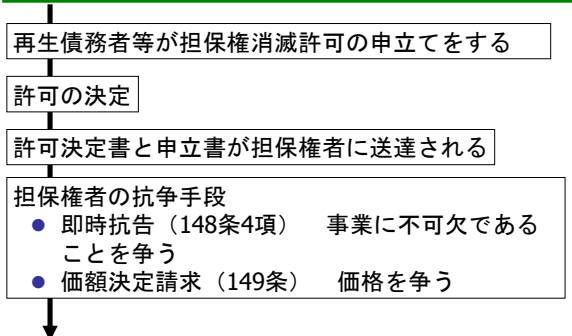 再生債務者等が担保権消滅許可の申立てをする
許可の決定
許可決定書と申立書が担保権者に送達される
担保権者の抗争手段
● 即時抗告（148条4項） 事業に不可欠である
ことを争う
● 価額決定請求（149条） 価格を争う